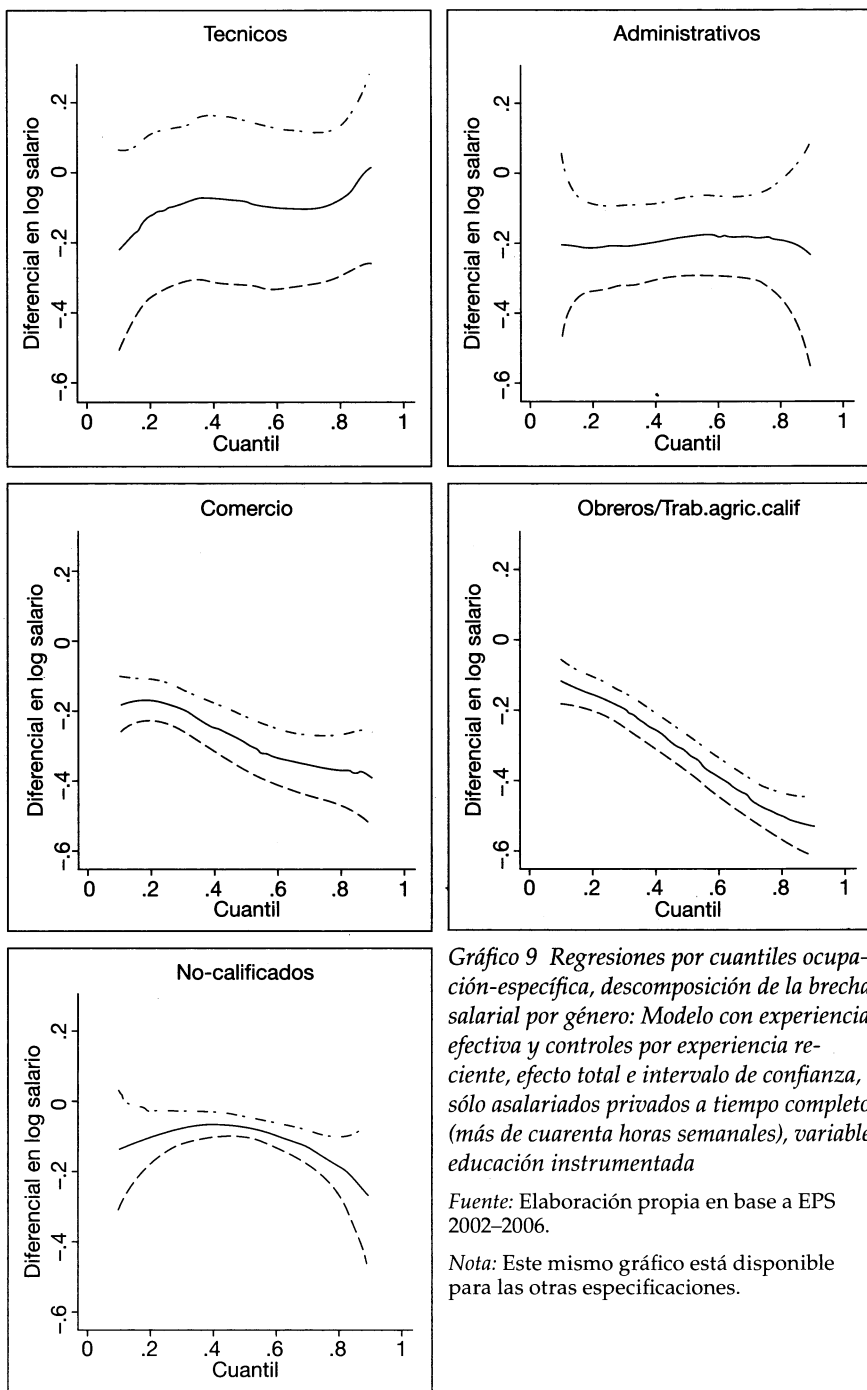 Tecnicos
Diferencial en log salario
.2
0
-.2
-.4
-.6
0 .2 .4 .6 .8 1
Cuantil
Administrativos
Diferencial en log salario
.2
0
-.2
-.4
-.6
0 .2 .4 .6 .8 1
Cuantil
Comercio
Diferencial en log salario
.2
0
-.2
-.4
-.6
0 .2 .4 .6 .8 1
Cuantil
Obreros/Trab.agric.calif
Diferencial en log salario
.2
0
-.2
-.4
-.6
0 .2 .4 .6 .8 1
Cuantil
No-calificados
Diferencial en log salario
.2
0
-.2
-.4
-.6
0 .2 .4 .6 .8 1
Cuantil
Gráfico 9 Regresiones por cuantiles ocupa-
ción-específica, descomposición de la brecha
salarial por género: Modelo con experiencia
efectiva y controles por experiencia re-
ciente, efecto total e intervalo de confianza,
sólo asalariados privados a tiempo completo
(más de cuarenta horas semanales), variable
educación instrumentada
Fuente: Elaboración propia en base a EPS
2002–2006.
Nota: Este mismo gráfico está disponible
para las otras especificaciones.